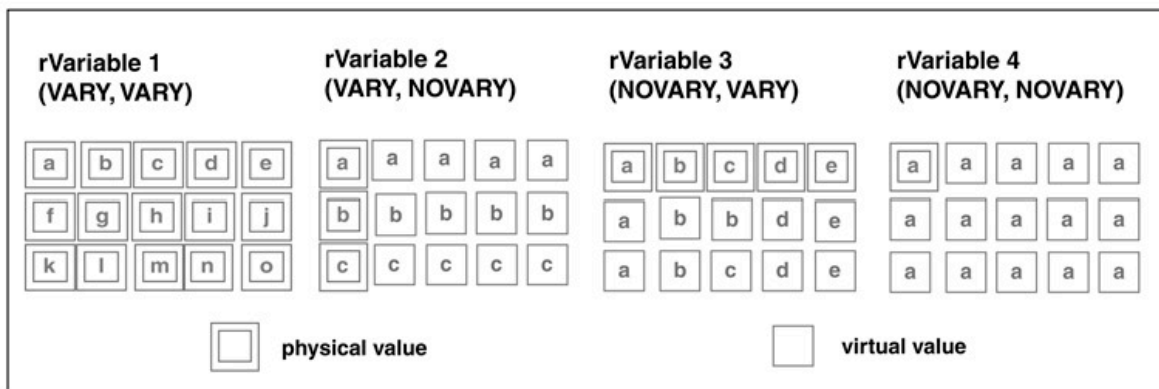 rVariable 1
(VARY, VARY)
rVariable 2
(VARY, NOVARY)
rVariable 3
(NOVARY, VARY)
rVariable 4
(NOVARY, NOVARY)
a b c d e
f g h i j
k l m n o
a a a a a
b b b b b
c c c c c
a b c d e
a b b d e
a b c d e
a a a a a
a a a a a
a a a a a
physical value
virtual value